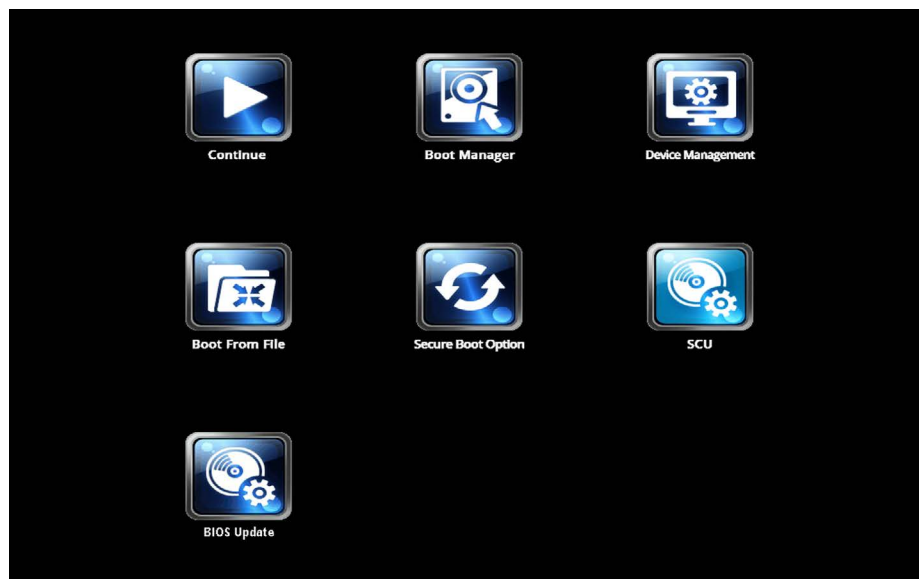 Continue
Boot Manager
Device Management
Boot From File
Secure Boot Option
SCU
BIOS Update